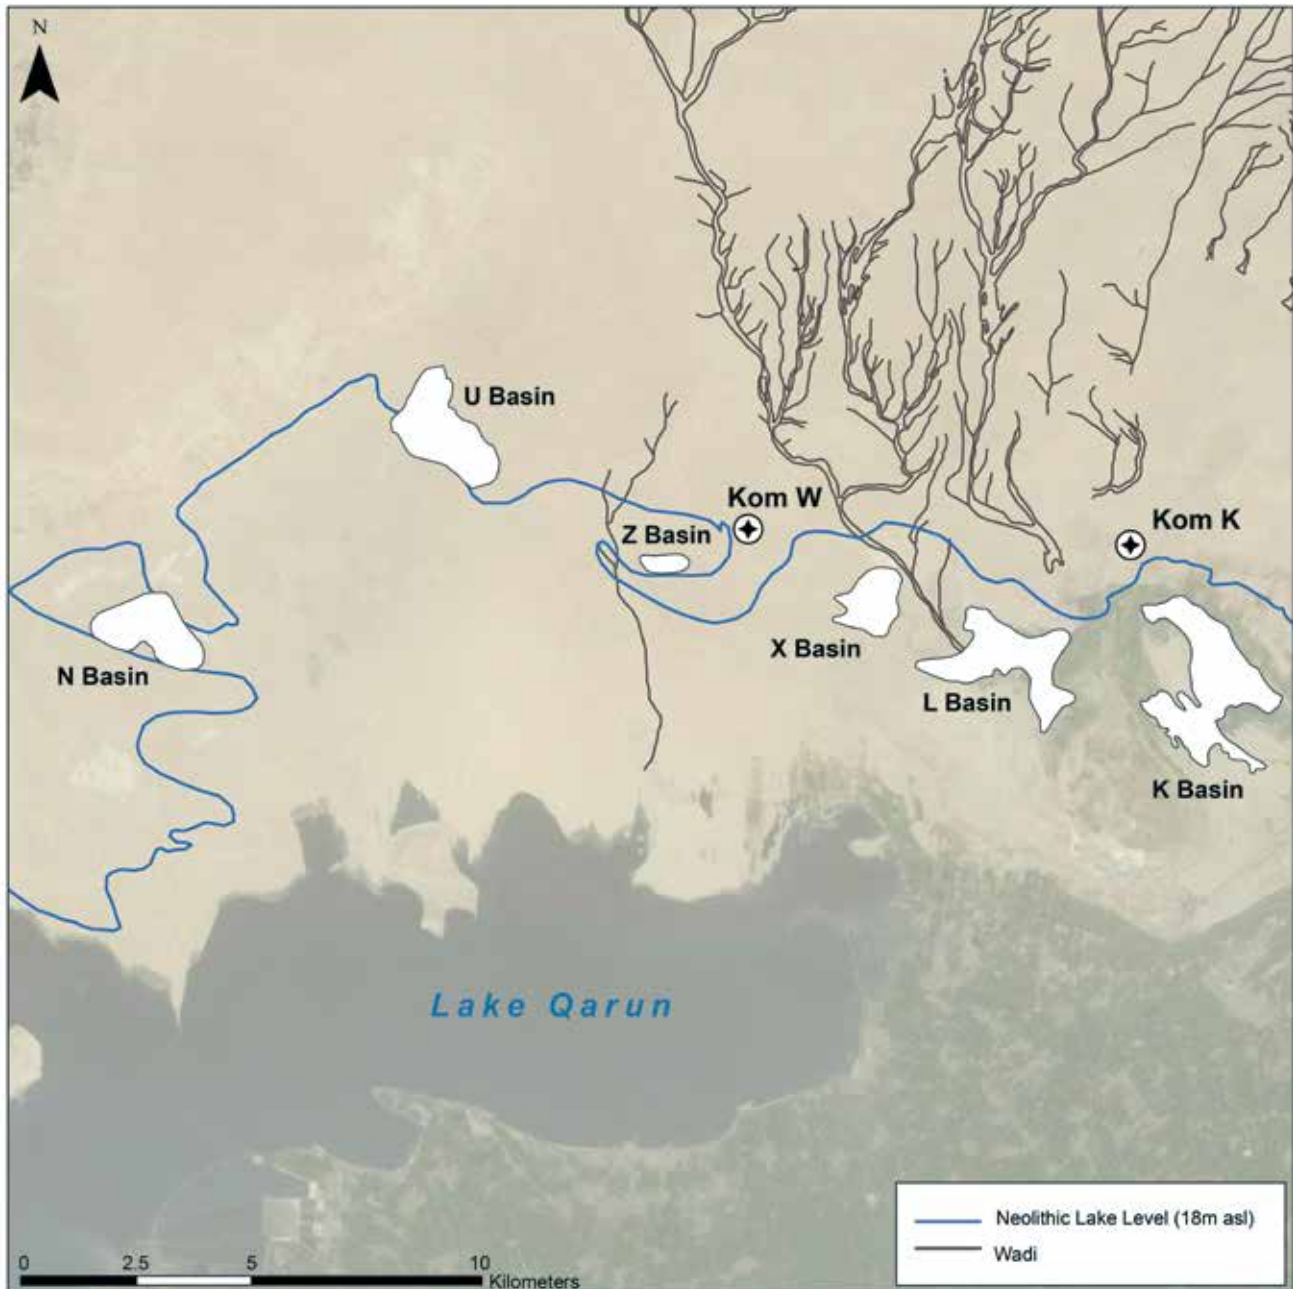 N
U Basin
Kom W
Kom K
Z Basin
X Basin
N Basin
L Basin
K Basin
Lake Qarun
Neolithic Lake Level (18m asl)
Wadi
0 2.5 5 10
Kilometers